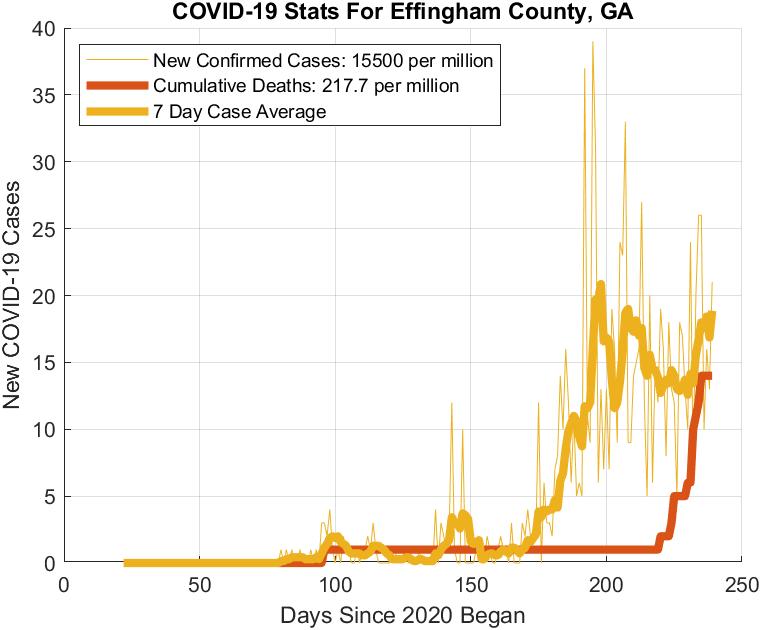 COVID-19 Stats For Effingham County, GA
New Confirmed Cases: 15500 per million
Cumulative Deaths: 217.7 per million
7 Day Case Average
New COVID-19 Cases
40
35
30
25
20
15
10
5
0
0 50 100 150 200 250
Days Since 2020 Began